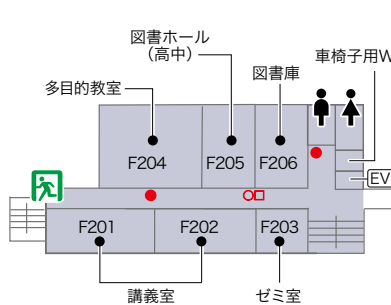 図書ホール
(高中)
車椅子用W
図書庫
多目的教室
F204
F205
F206
EV
F201
F202
F203
講義室
ゼミ室